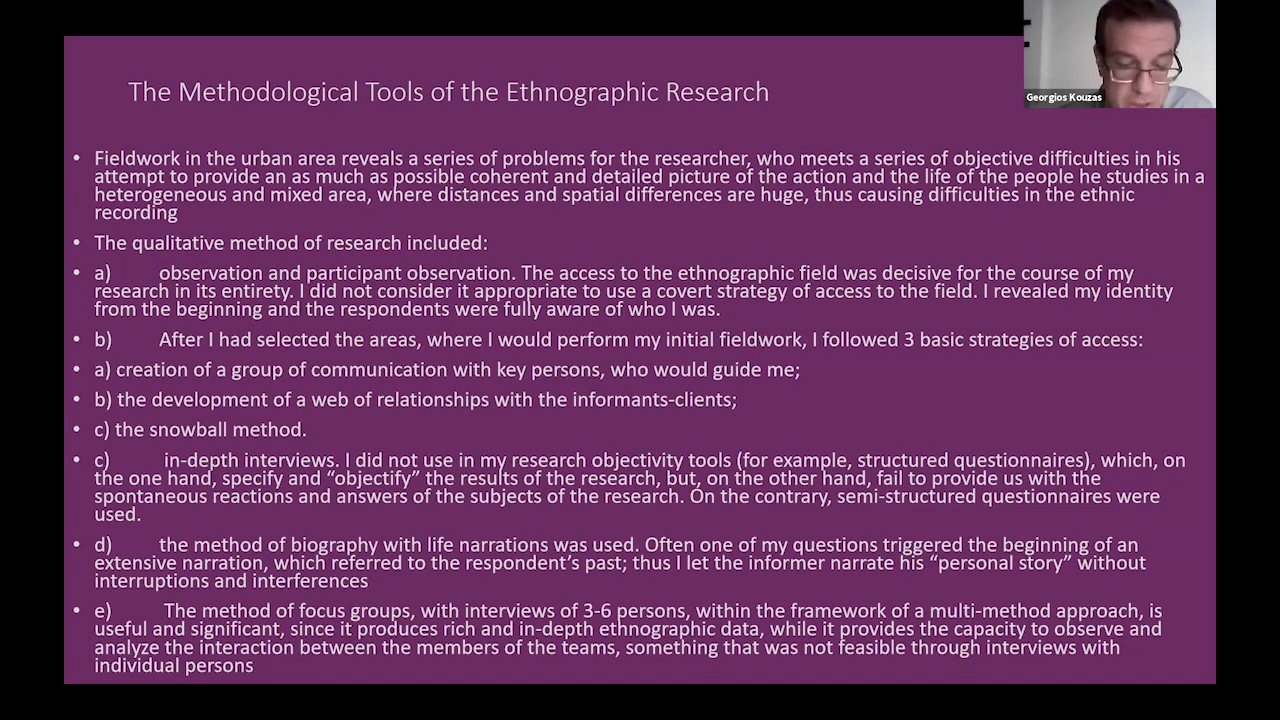 The Methodological Tools of the Ethnographic Research
Georgios Kouzas
• Fieldwork in the urban area reveals a series of problems for the researcher, who meets a series of objective difficulties in his
attempt to provide an as much as possible coherent and detailed picture of the action and the life of the people he studies in a
heterogeneous and mixed area, where distances and spatial differences are huge, thus causing difficulties in the ethnic
recording
• The qualitative method of research included:
• a) observation and participant observation. The access to the ethnographic field was decisive for the course of my
research in its entirety. I did not consider it appropriate to use a covert strategy of access to the field. I revealed my identity
from the beginning and the respondents were fully aware of who I was.
• b) After I had selected the areas, where I would perform my initial fieldwork, I followed 3 basic strategies of access:
• a) creation of a group of communication with key persons, who would guide me;
• b) the development of a web of relationships with the informants-clients;
• c) the snowball method.
• c) in-depth interviews. I did not use in my research objectivity tools (for example, structured questionnaires), which, on
the one hand, specify and “objectify” the results of the research, but, on the other hand, fail to provide us with the
spontaneous reactions and answers of the subjects of the research. On the contrary, semi-structured questionnaires were
used.
• d) the method of biography with life narrations was used. Often one of my questions triggered the beginning of an
extensive narration, which referred to the respondent’s past; thus I let the informer narrate his “personal story” without
interruptions and interferences
• e) The method of focus groups, with interviews of 3-6 persons, within the framework of a multi-method approach, is
useful and significant, since it produces rich and in-depth ethnographic data, while it provides the capacity to observe and
analyze the interaction between the members of the teams, something that was not feasible through interviews with
individual persons